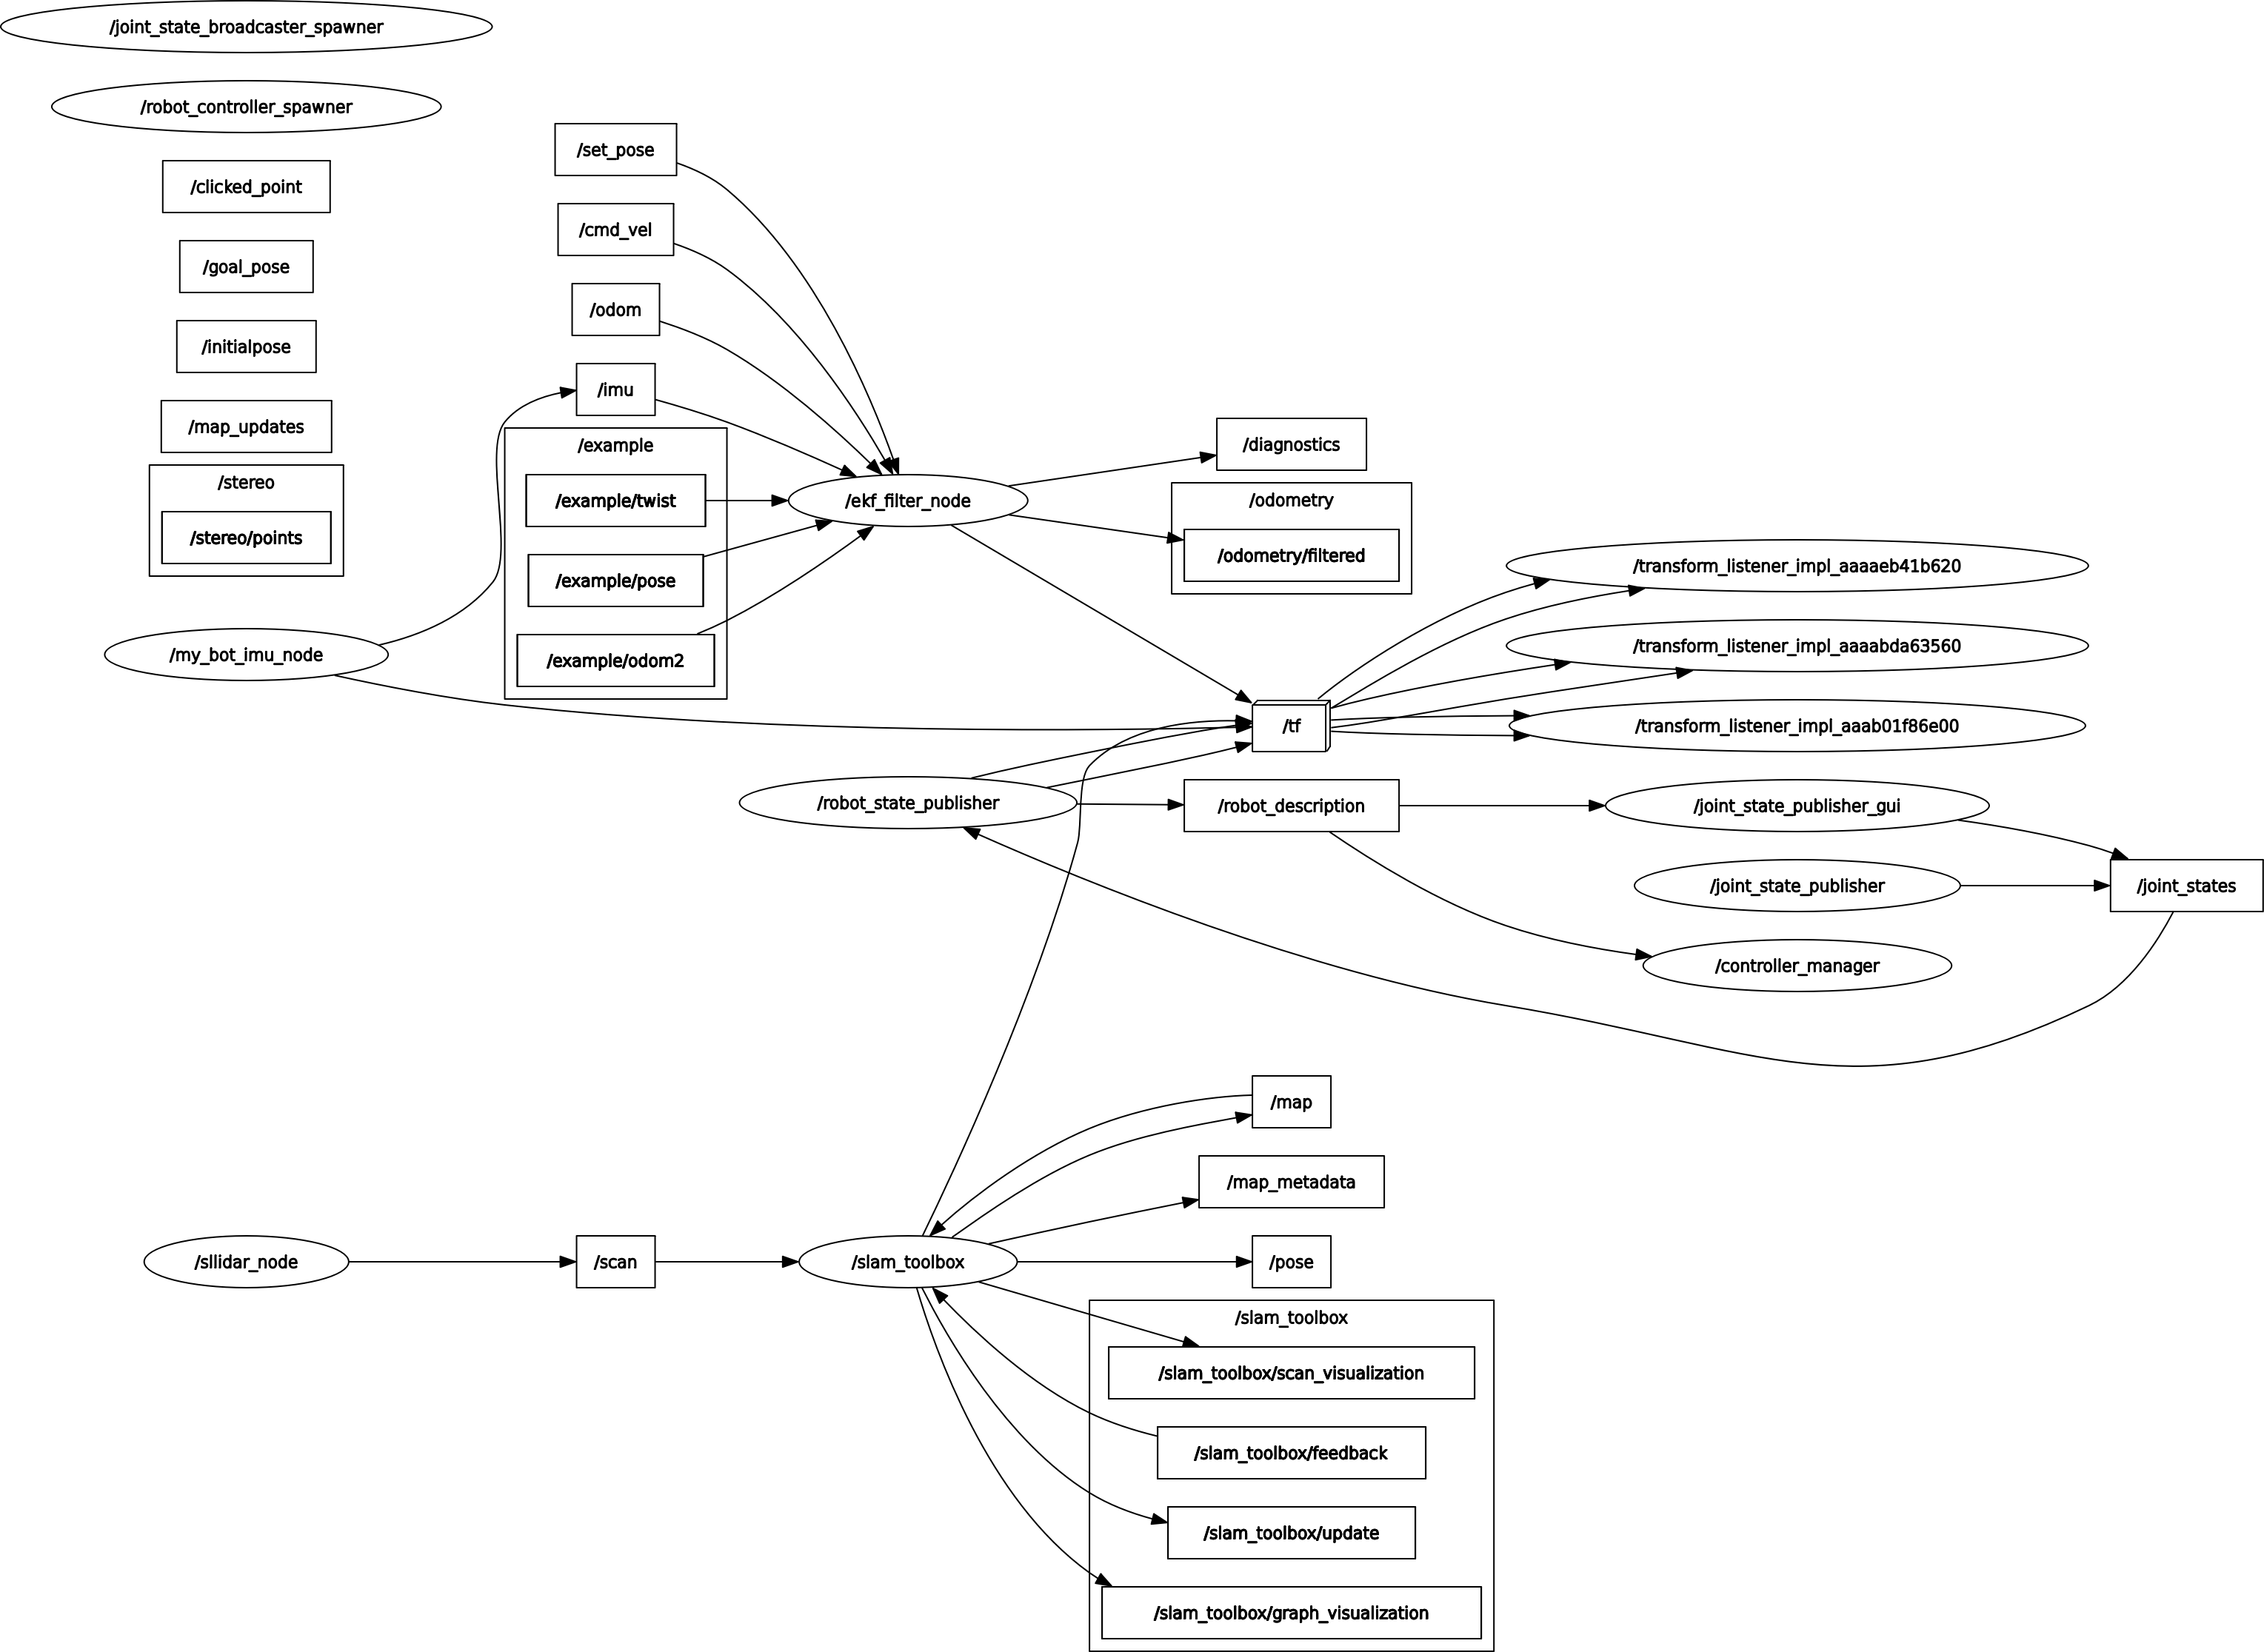 /joint_state_broadcaster_spawner
/robot_controller_spawner
/clicked_point
/goal_pose
/initialpose
/map_updates
/stereo
/stereo/points
/my_bot_imu_node
/sllidar_node
/set_pose
/cmd_vel
/odom
/imu
/example
/example/twist
/example/pose
/example/odom2
/scan
/ekf_filter_node
/robot_state_publisher
/slam_toolbox
/diagnostics
/odometry
/odometry/filtered
/tf
/robot_description
/map
/map_metadata
/pose
/slam_toolbox
/slam_toolbox/scan_visualization
/slam_toolbox/feedback
/slam_toolbox/update
/slam_toolbox/graph_visualization
/transform_listener_impl_aaaaeb41b620
/transform_listener_impl_aaaabda63560
/transform_listener_impl_aaab01f86e00
/joint_state_publisher_gui
/joint_state_publisher
/controller_manager
/joint_states